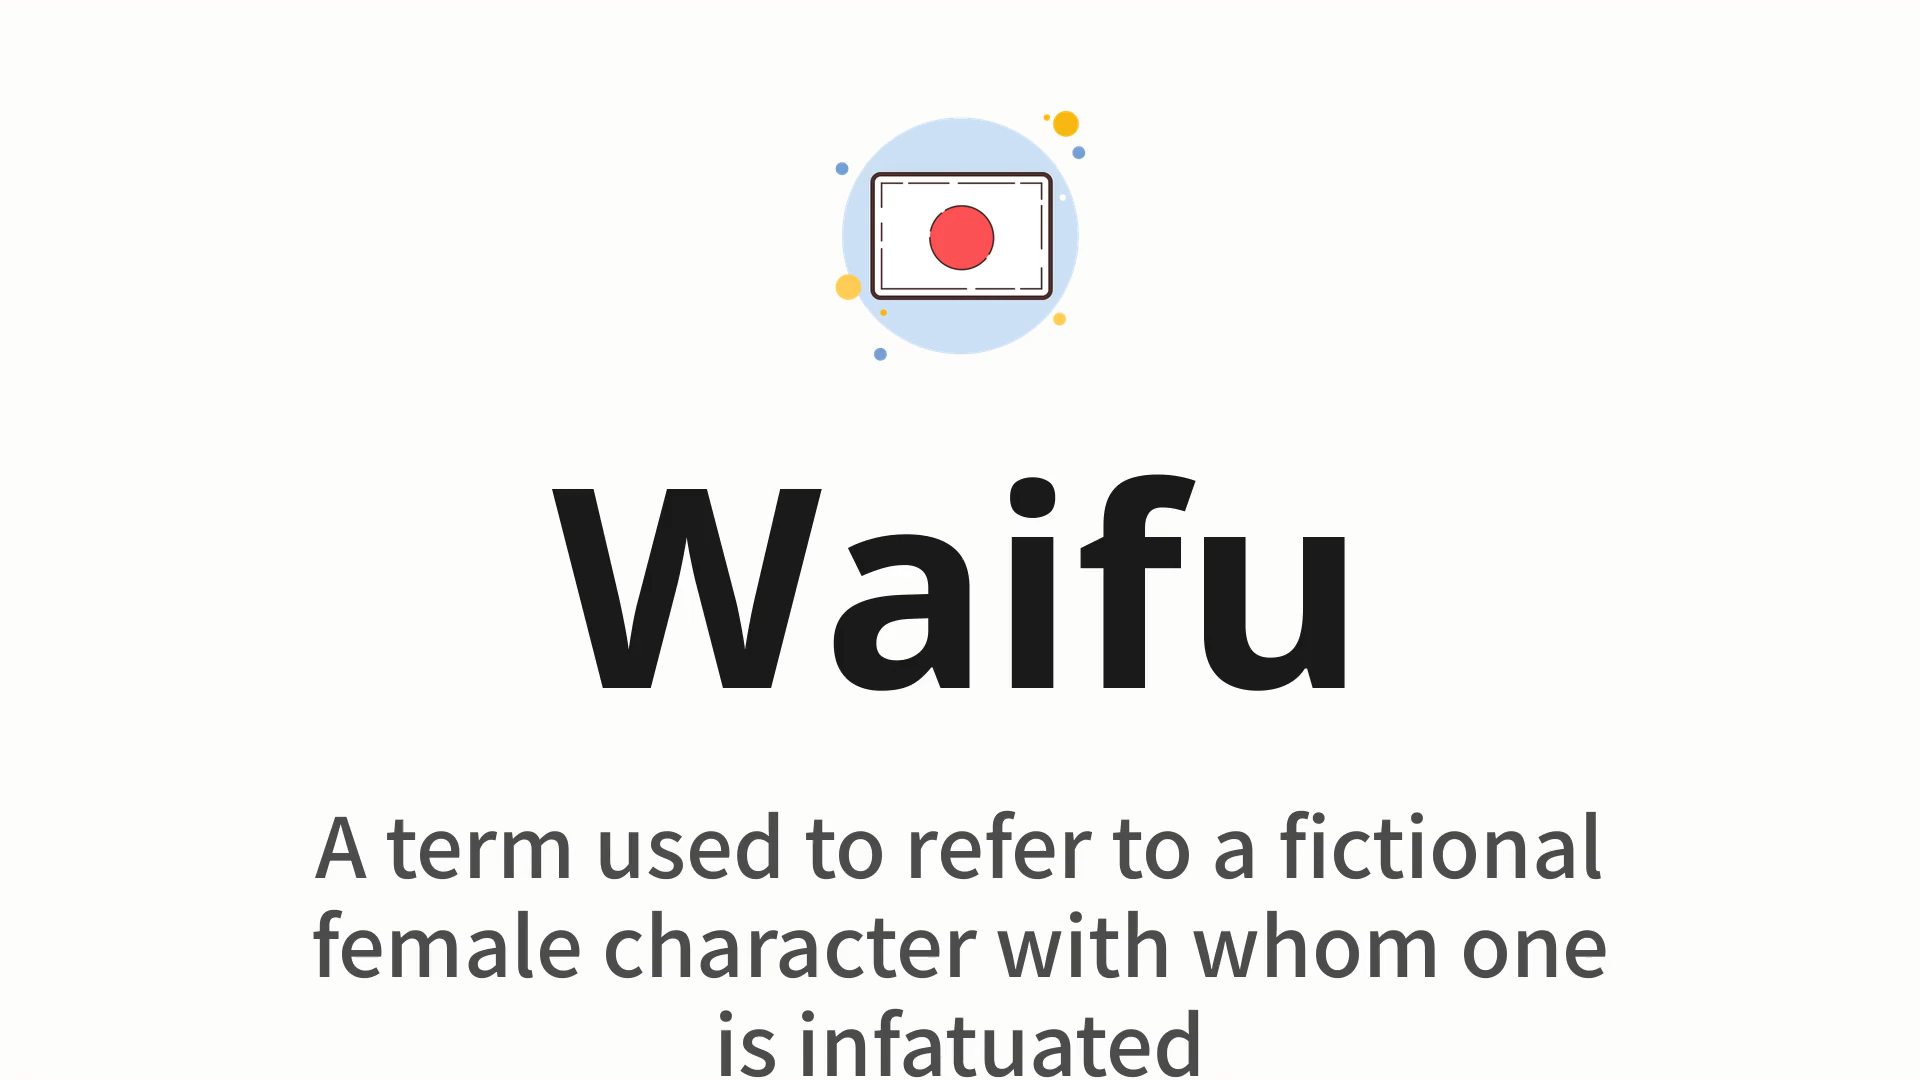 Waifu
A term used to refer to a fictional
female character with whom one
is infatuated